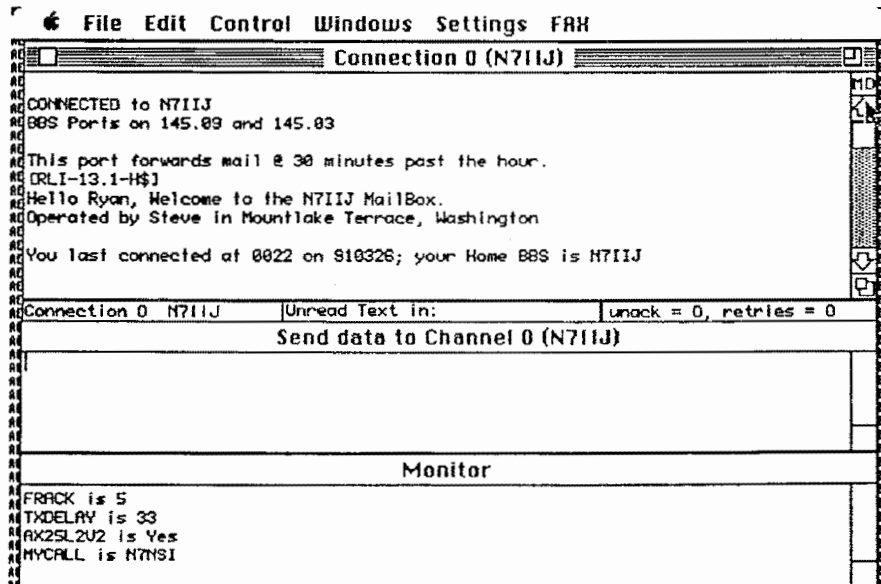 File Edit Control Windows Settings FAX
Connection 0 (N7IIJ)
MD
CONNECTED to N7IIJ
BBS Ports on 145.09 and 145.03
This port forwards mail @ 30 minutes past the hour.
[RLI-13.1-H$]
Hello Ryan, Welcome to the N7IIJ MailBox.
Operated by Steve in Mountlake Terrace, Washington
You last connected at 0022 on 910326; your Home BBS is N7IIJ
Connection 0 N7IIJ Unread Text in: unack = 0, retries = 0
Send data to Channel 0 (N7IIJ)
Monitor
FRACK is 5
TXDELAY is 33
AX25L2V2 is Yes
MYCALL is N7NSI